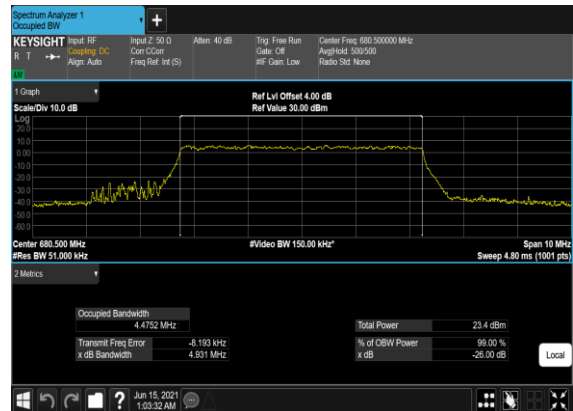 Spectrum Analyzer 1
Occupied BW
+
KEYSIGHT Input: RF Input Z: 50 Ω Atten: 40 dB Trig: Free Run Center Freq: 680.500000 MHz
R T Coupling: DC Corr CCorr Gate: Off Avg|Hold: 500/500
Align: Auto Freq Ref: Int (S) #IF Gain: Low Radio Std: None
LW
1 Graph
Ref Lvl Offset 4.00 dB
Scale/Div 10.0 dB Ref Value 30.00 dBm
Log
20.0
10.0
0.00
-10.0
-20.0
-30.0
-40.0
-50.0
-60.0
Center 680.500 MHz #Video BW 150.00 kHz* Span 10 MHz
#Res BW 51.000 kHz Sweep 4.80 ms (1001 pts)
2 Metrics
Occupied Bandwidth
4.4752 MHz Total Power 23.4 dBm
Transmit Freq Error -8.193 kHz % of OBW Power 99.00 %
x dB Bandwidth 4.931 MHz x dB -26.00 dB
Local
? Jun 15, 2021
1:03:32 AM